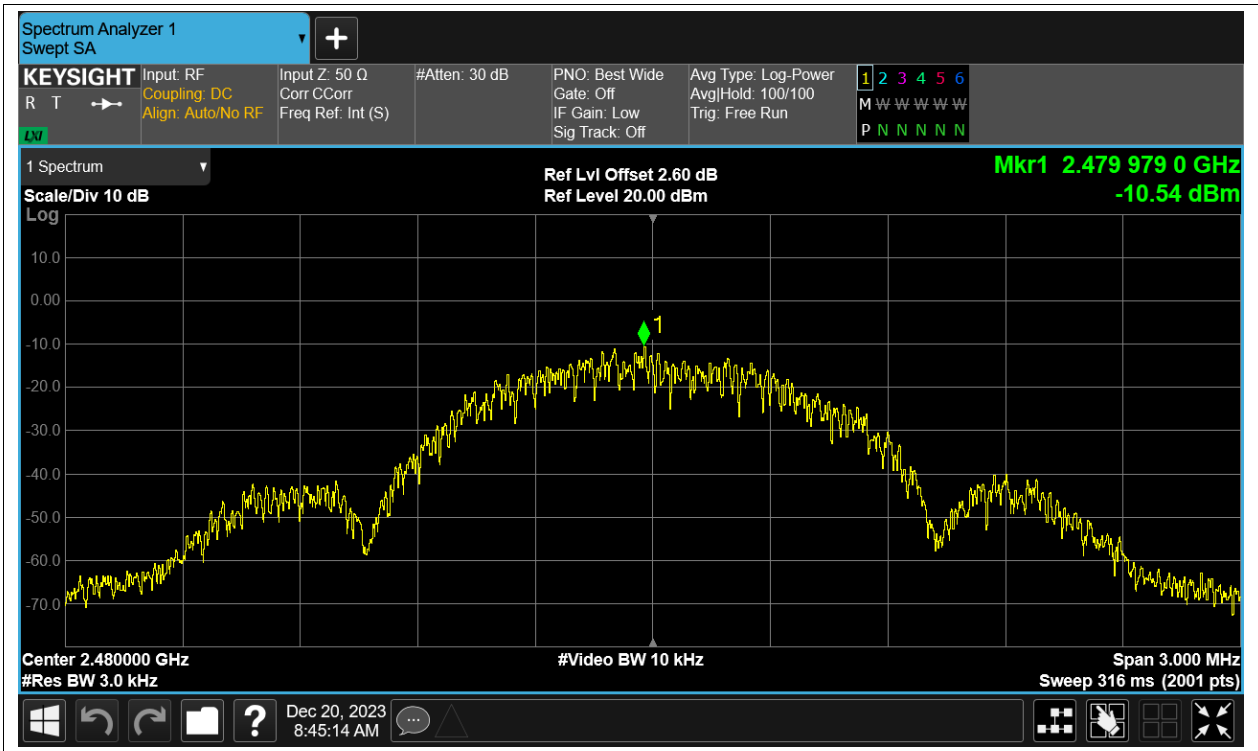 Spectrum Analyzer 1
Swept SA
+
KEYSIGHT
R T
LXI
Input: RF
Coupling: DC
Align: Auto/No RF
Input Z: 50 Ω
Corr CCorr
Freq Ref: Int (S)
#Atten: 30 dB
PNO: Best Wide
Gate: Off
IF Gain: Low
Sig Track: Off
Avg Type: Log-Power
Avg|Hold: 100/100
Trig: Free Run
1 2 3 4 5 6
M W W W W W
P N N N N N
1 Spectrum
Scale/Div 10 dB
Log
Ref Lvl Offset 2.60 dB
Ref Level 20.00 dBm
Mkr1 2.479 979 0 GHz
-10.54 dBm
10.0
0.00
-10.0
-20.0
-30.0
-40.0
-50.0
-60.0
-70.0
1
Center 2.480000 GHz
#Res BW 3.0 kHz
#Video BW 10 kHz
Span 3.000 MHz
Sweep 316 ms (2001 pts)
?
Dec 20, 2023
8:45:14 AM